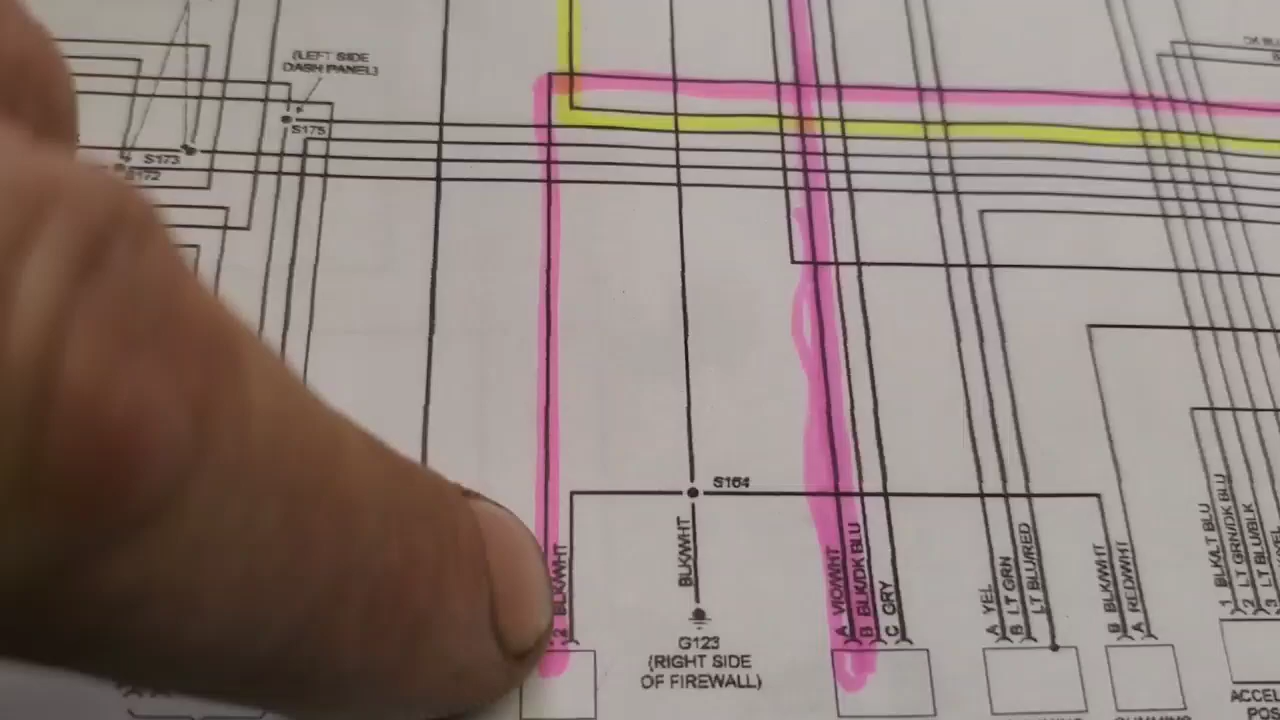 (LEFT SIDE
DASH PANEL)
S175
S173
S172
S164
BLK/WHT
G123
(RIGHT SIDE
OF FIREWALL)
2 BLK/WHT
A VIO/WHT
B BLK/DK BLU
C GRY
A YEL
B LT GRN
LT BLU/RED
B BLK/WHT
A RED/WHT
1 BLK/LT BLU
2 LT GRN/DK BLU
3 LT BLU/BLK
ACCEL
POS